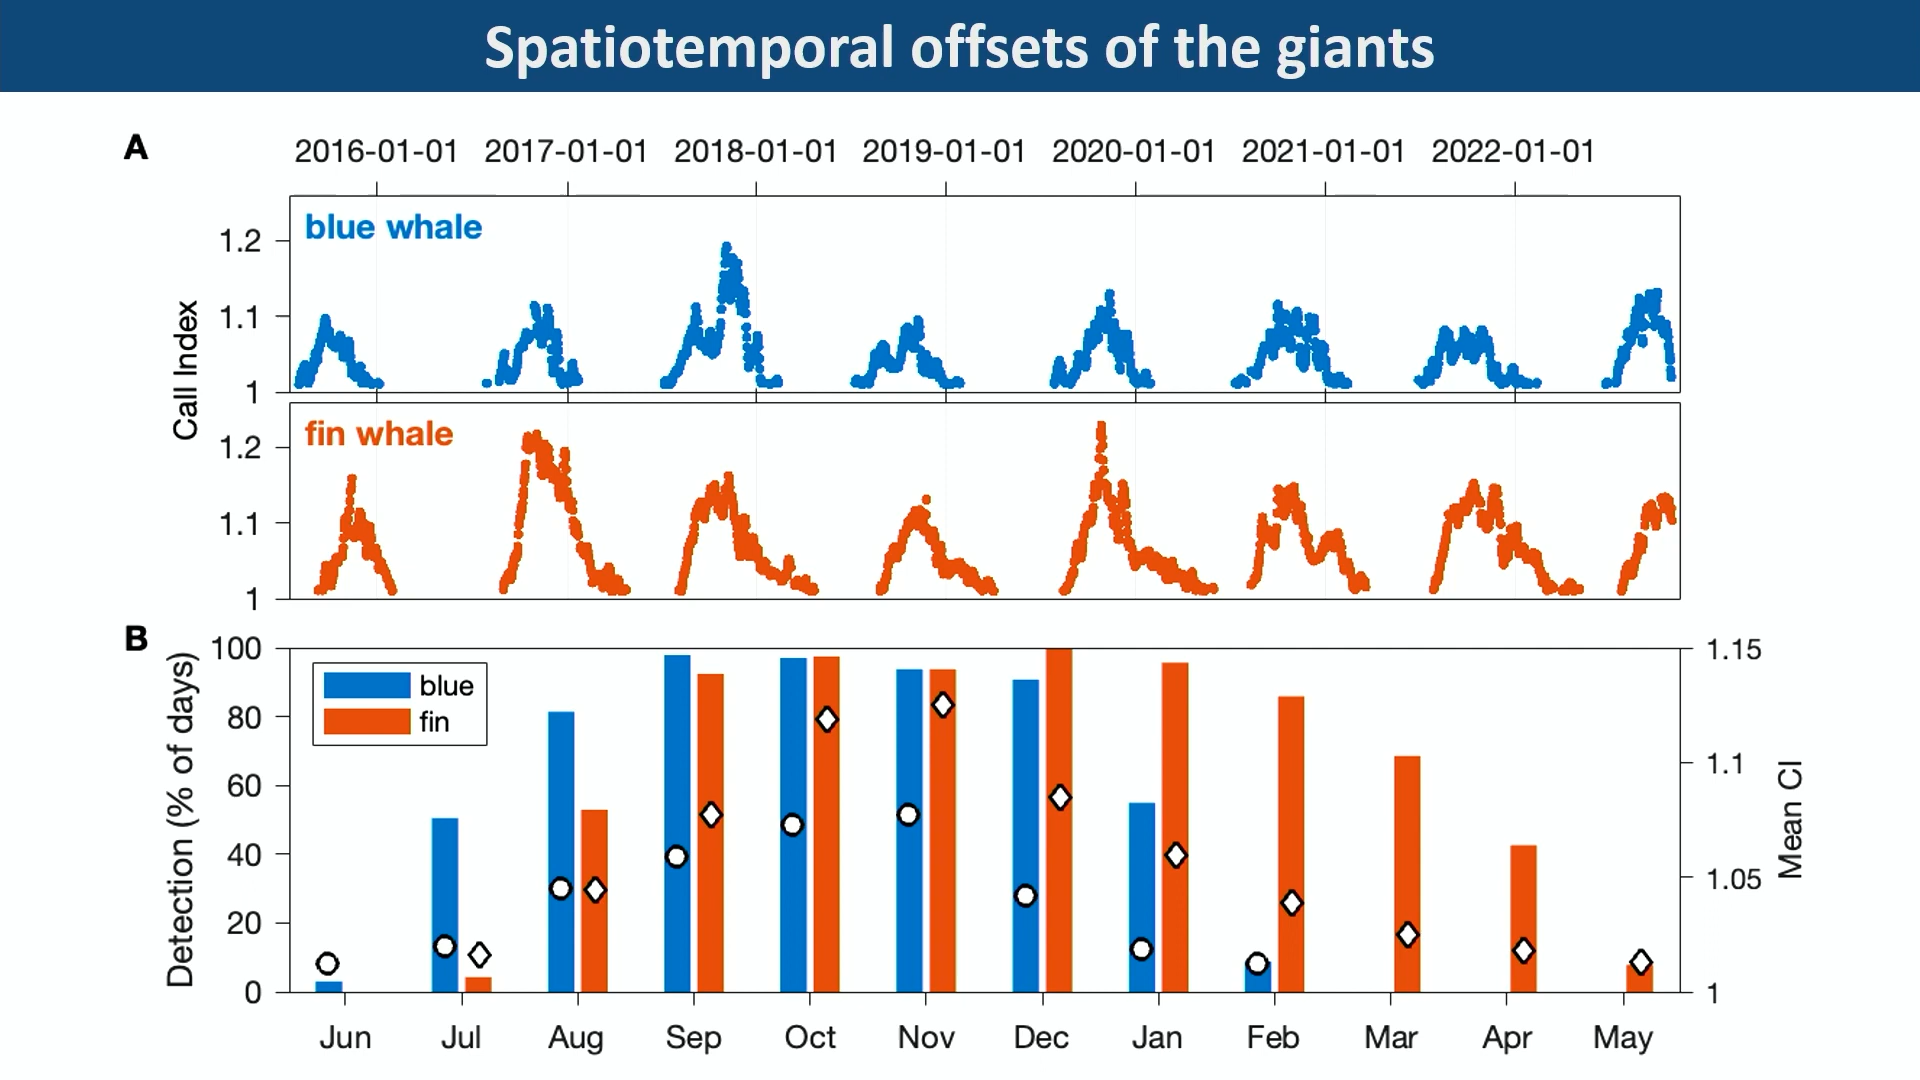 Spatiotemporal offsets of the giants
A
2016-01-01 2017-01-01 2018-01-01 2019-01-01 2020-01-01 2021-01-01 2022-01-01
blue whale
1.2
1.1
1
Call Index
fin whale
1.2
1.1
1
B
100
80
60
40
20
0
Detection (% of days)
blue
fin
1.15
1.1
1.05
1
Mean CI
Jun Jul Aug Sep Oct Nov Dec Jan Feb Mar Apr May